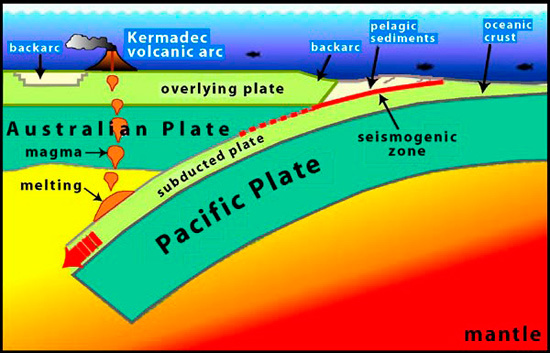 Kermadec
volcanic arc
backarc
backarc
pelagic
sediments
oceanic
crust
overlying plate
Australian Plate
magma
melting
subducted plate
seismogenic
zone
Pacific Plate
mantle